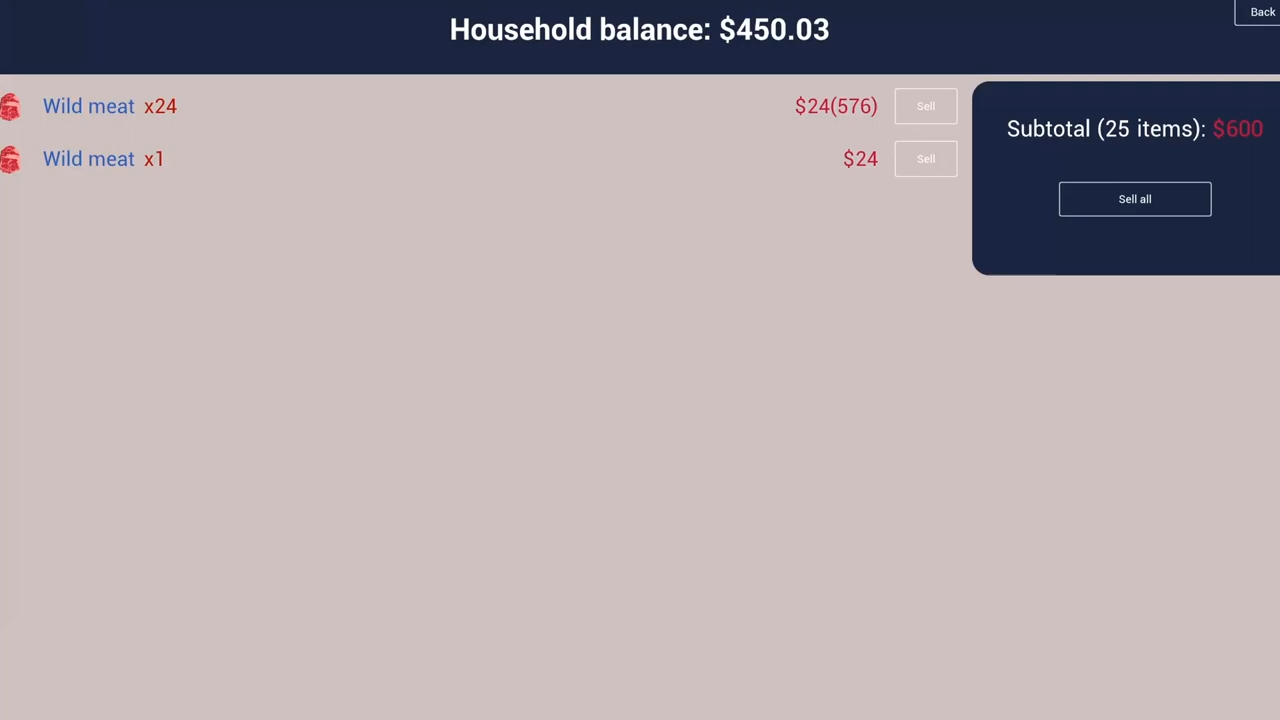 Household balance: $450.03
Back
Wild meat x24 $24(576) Sell
Wild meat x1 $24 Sell
Subtotal (25 items): $600
Sell all